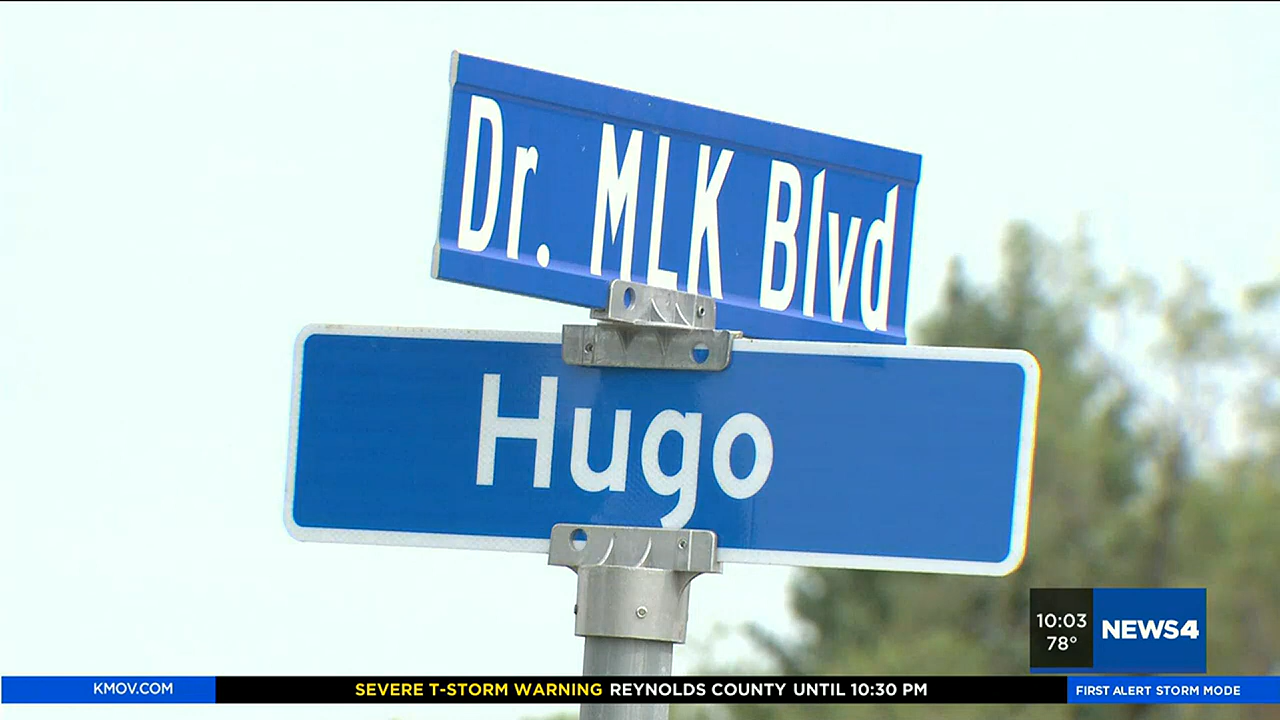 Dr. MLK Blvd
Hugo
10:03
78°
NEWS4
KMOV.COM
SEVERE T-STORM WARNING REYNOLDS COUNTY UNTIL 10:30 PM
FIRST ALERT STORM MODE